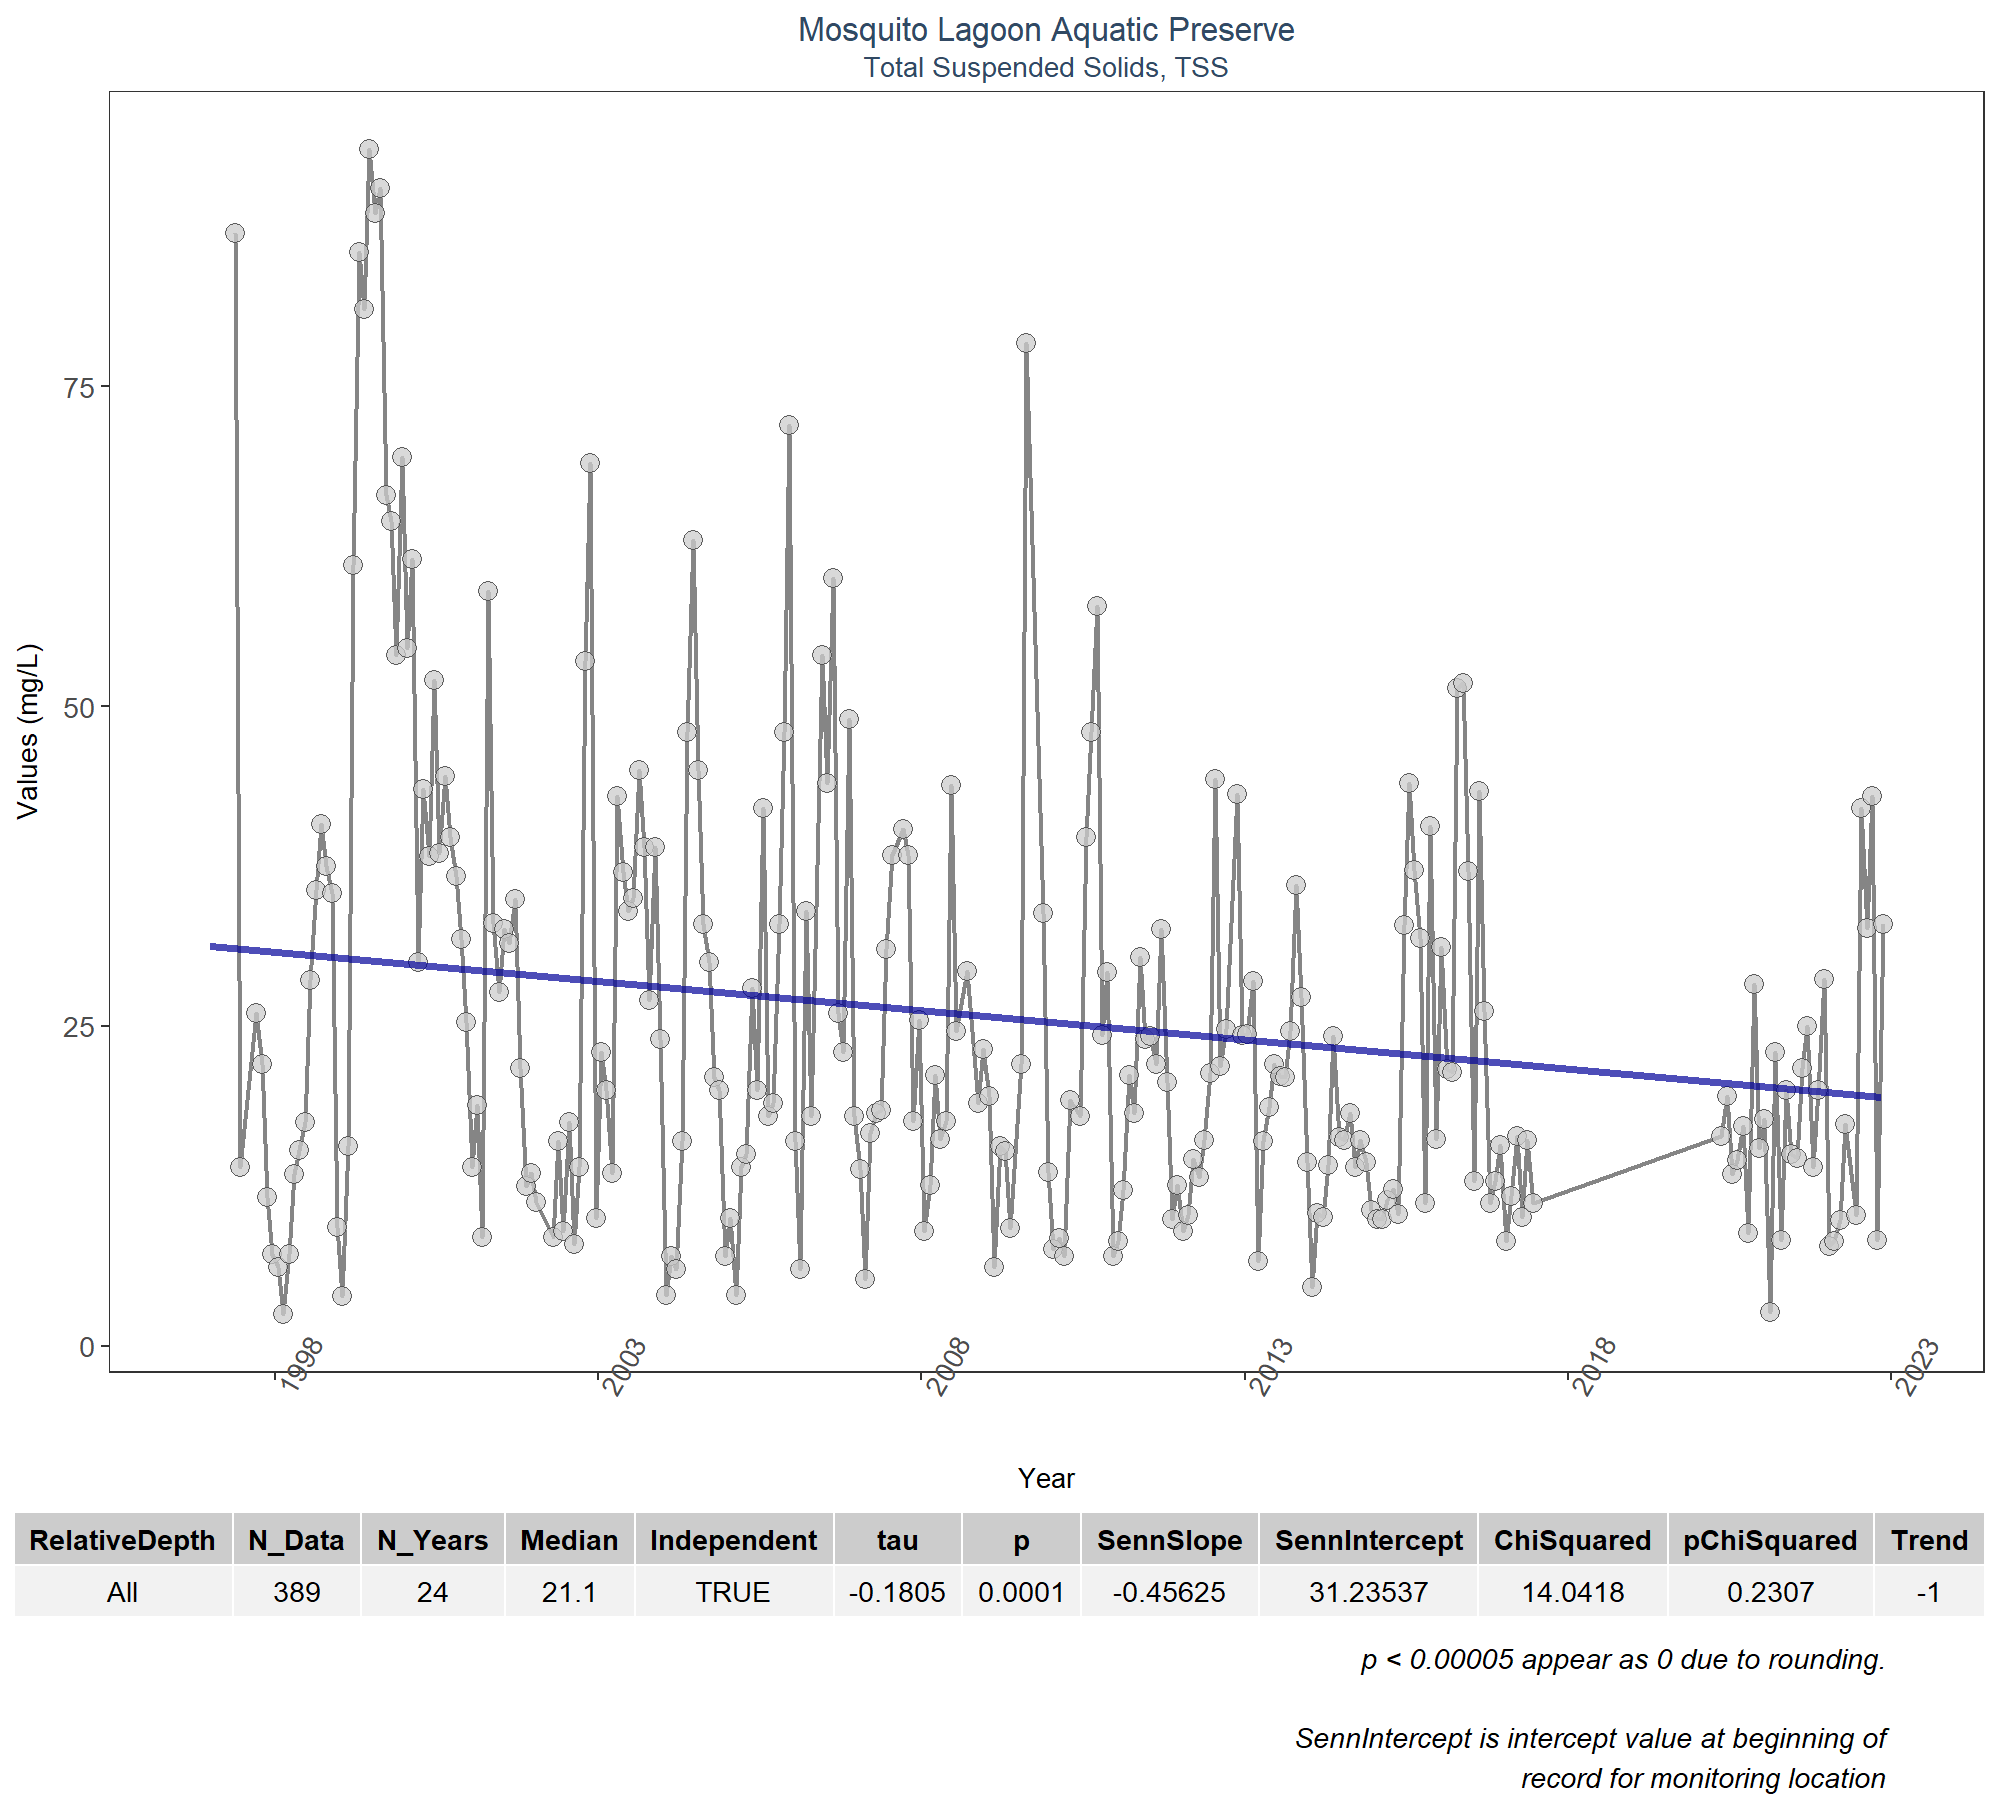 Mosquito Lagoon Aquatic Preserve
Total Suspended Solids, TSS
Values (mg/L)
75
50
25
0
1998 2003 2008 2013 2018 2023
Year
RelativeDepth N_Data N_Years Median Independent tau p SennSlope SennIntercept ChiSquared pChiSquared Trend
All 389 24 21.1 TRUE -0.1805 0.0001 -0.45625 31.23537 14.0418 0.2307 -1
p < 0.00005 appear as 0 due to rounding.
SennIntercept is intercept value at beginning of
record for monitoring location